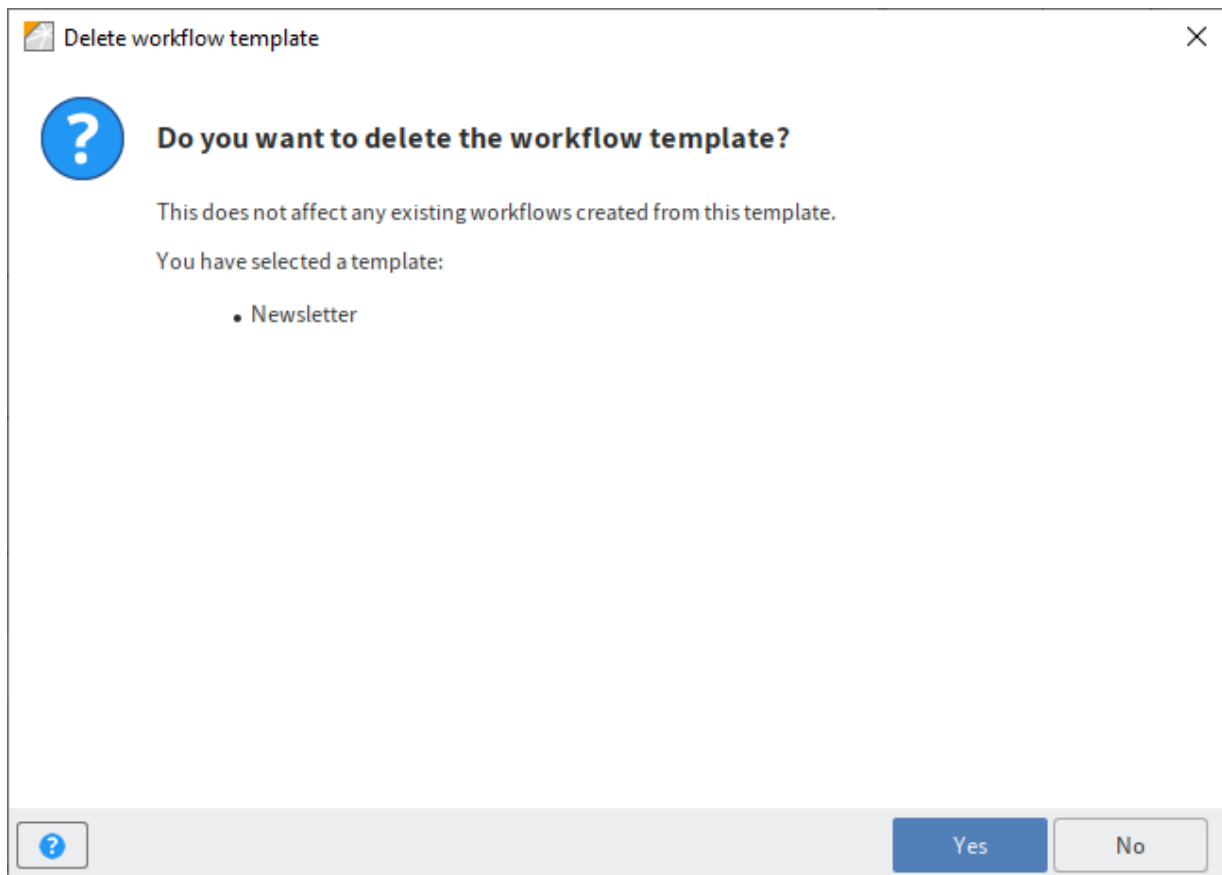 Delete workflow template
?
Do you want to delete the workflow template?
This does not affect any existing workflows created from this template.
You have selected a template:
• Newsletter
?
Yes
No